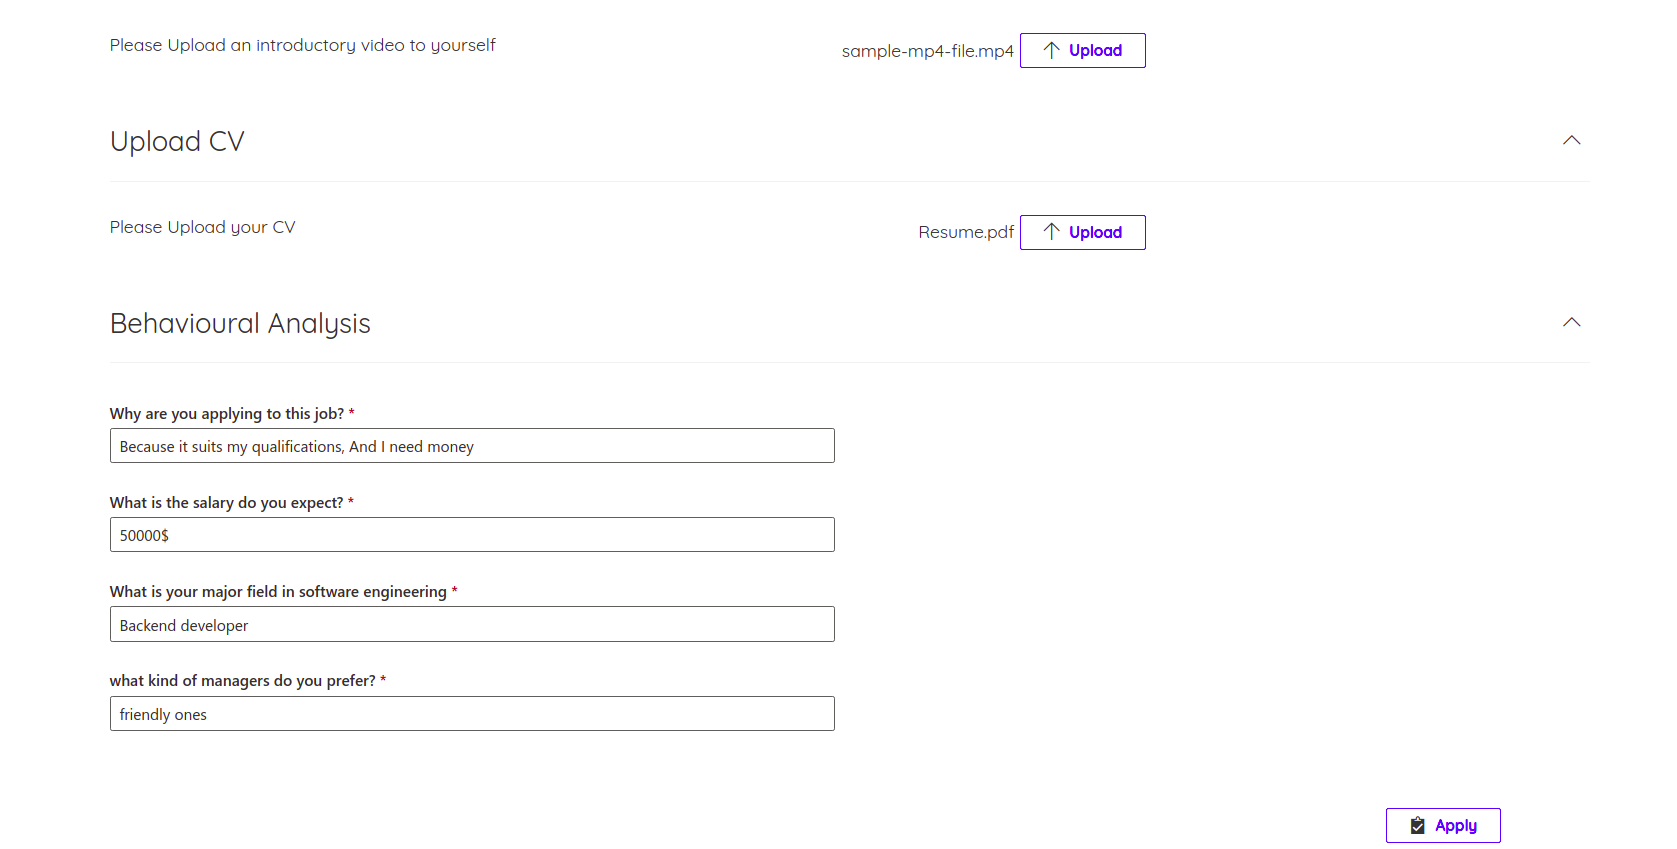 Please Upload an introductory video to yourself
sample-mp4-file.mp4 Upload
Upload CV
Please Upload your CV
Resume.pdf Upload
Behavioural Analysis
Why are you applying to this job? *
Because it suits my qualifications, And I need money
What is the salary do you expect? *
50000$
What is your major field in software engineering *
Backend developer
what kind of managers do you prefer? *
friendly ones
Apply